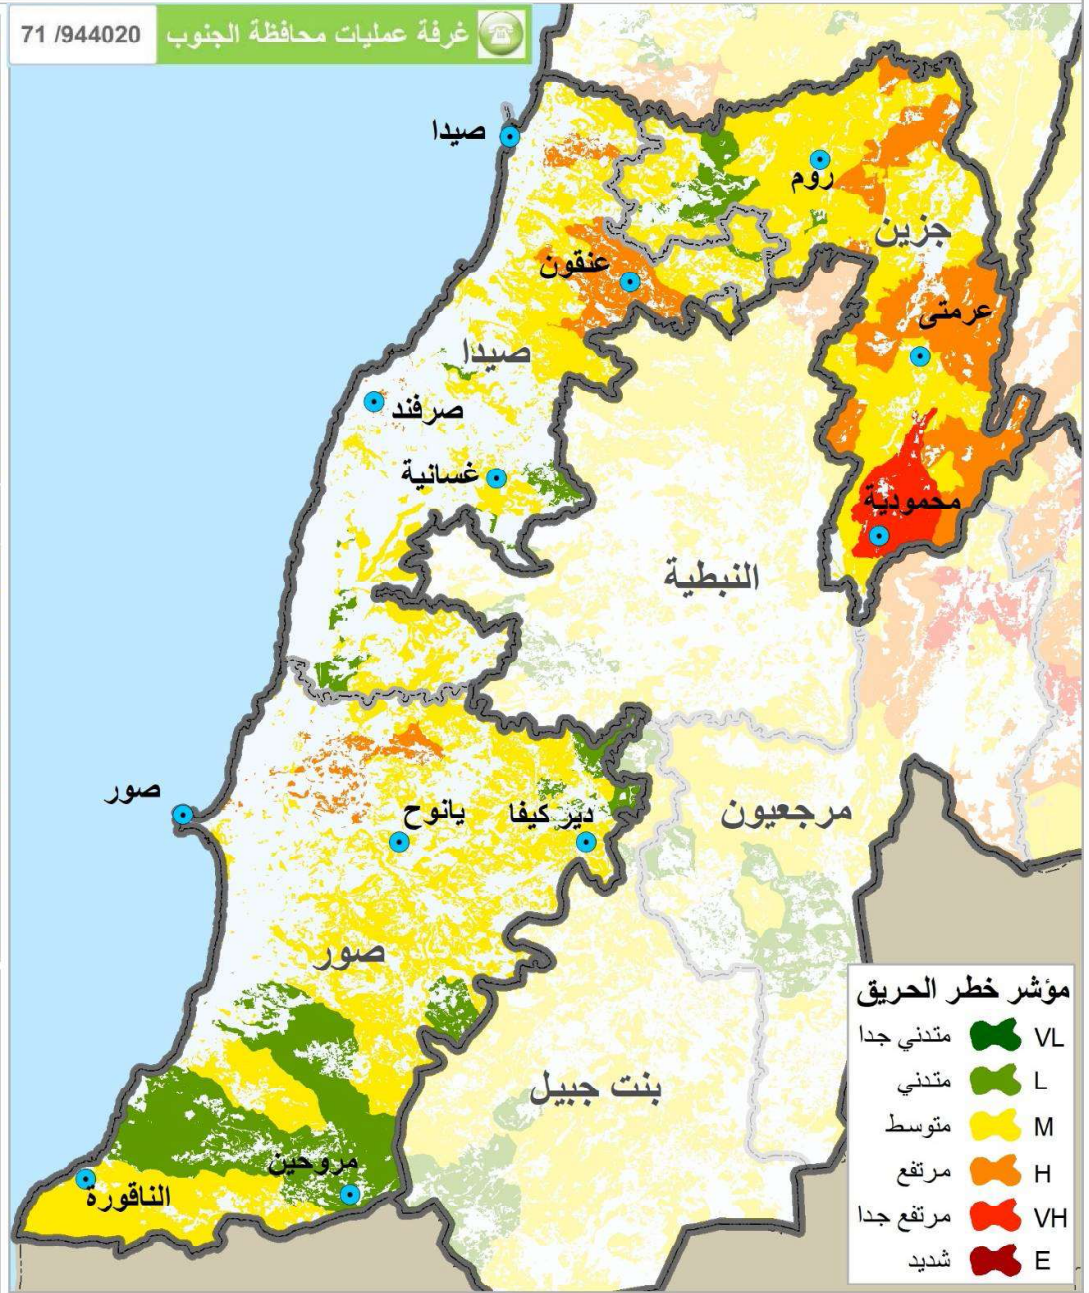 غرفة عمليات محافظة الجنوب 71 /944020
صيدا
روم
جزين
عنقون
عرمتى
صيدا
صرفند
غسانية
محمودية
النبطية
صور
يانوح
دير كيفا
مرجعيون
صور
بنت جبيل
مروحين
الناقورة
مؤشر خطر الحريق
متدني جدا VL
متدني L
متوسط M
مرتفع H
مرتفع جدا VH
شديد E